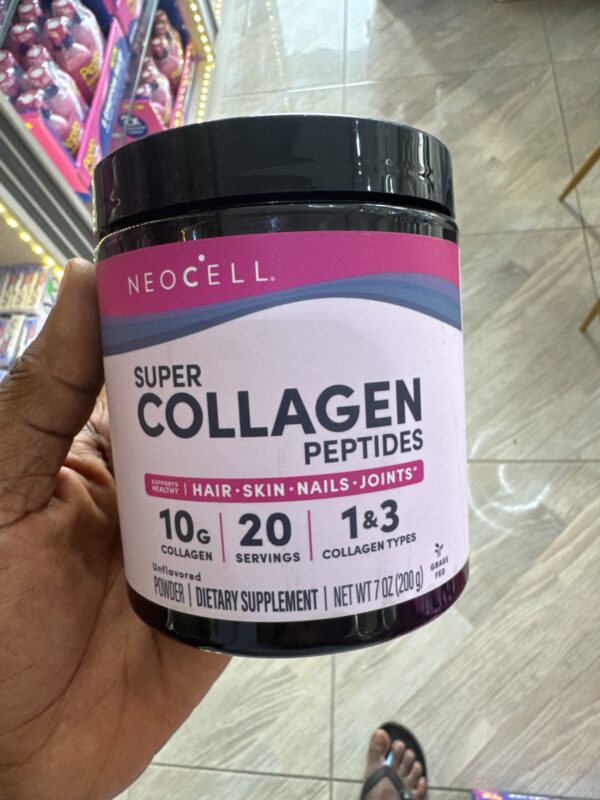 NEOCELL®
SUPER
COLLAGEN
PEPTIDES
SUPPORTS HEALTHY | HAIR • SKIN • NAILS • JOINTS*
10G COLLAGEN | 20 SERVINGS | 1&3 COLLAGEN TYPES
GRASS FED
Unflavored
POWDER | DIETARY SUPPLEMENT | NET WT 7 OZ (200 g)